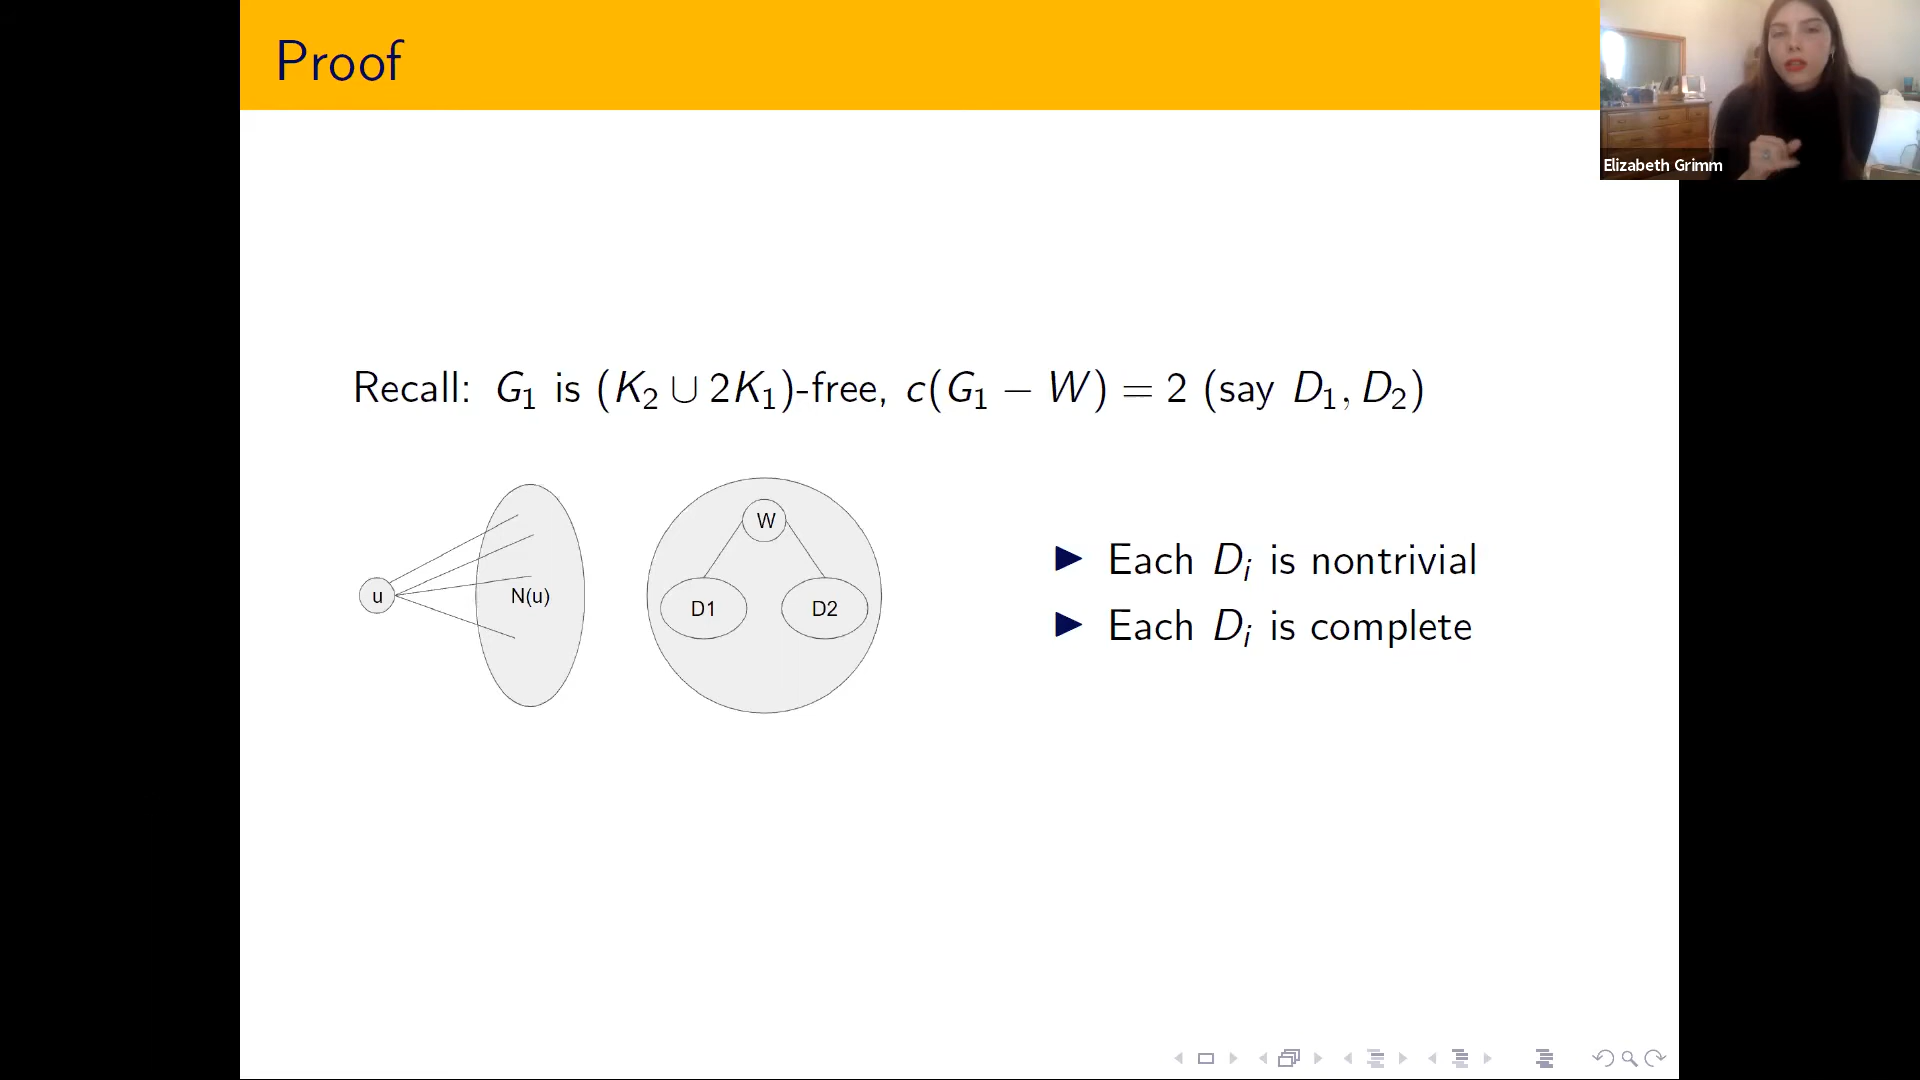 Proof
Elizabeth Grimm
Recall: G₁ is (K₂ ∪ 2K₁)-free, c(G₁ − W) = 2 (say D₁, D₂)
u
N(u)
W
D1
D2
▶ Each Dᵢ is nontrivial
▶ Each Dᵢ is complete